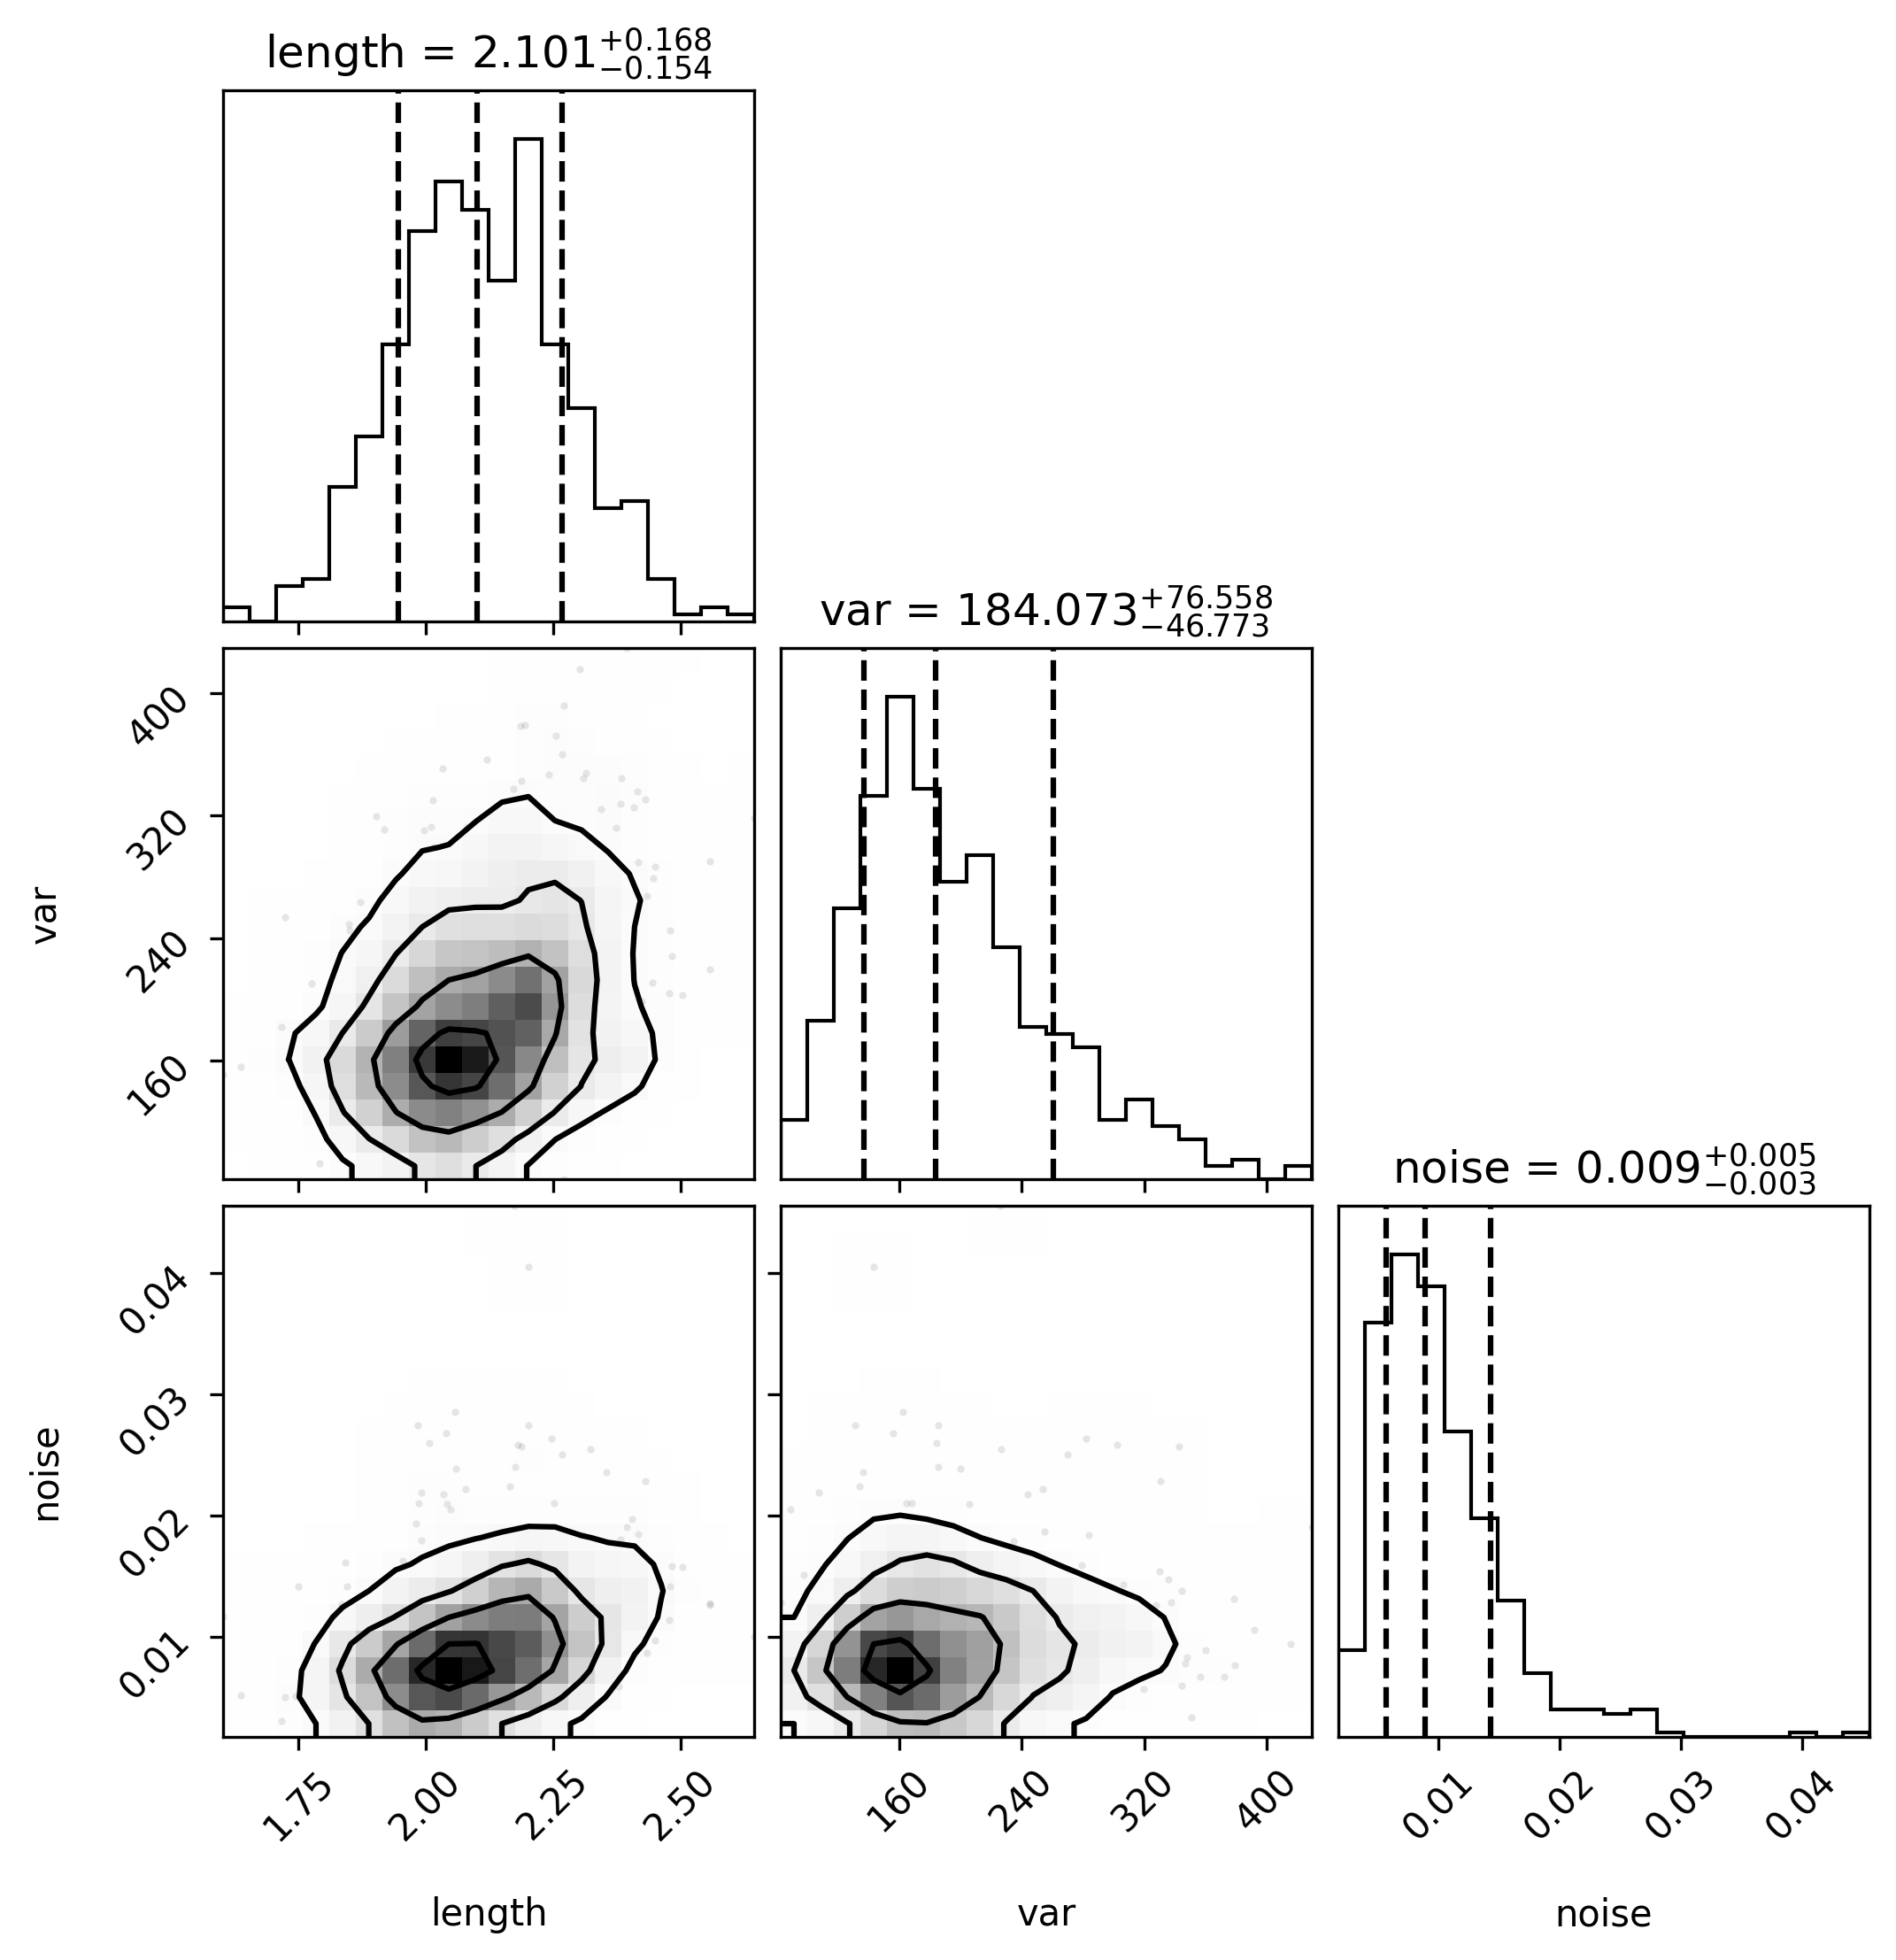 length = 2.101 +0.168 −0.154
var = 184.073 +76.558 −46.773
400
320
240
160
var
noise = 0.009 +0.005 −0.003
0.04
0.03
0.02
0.01
noise
1.75 2.00 2.25 2.50 160 240 320 400 0.01 0.02 0.03 0.04
length var noise